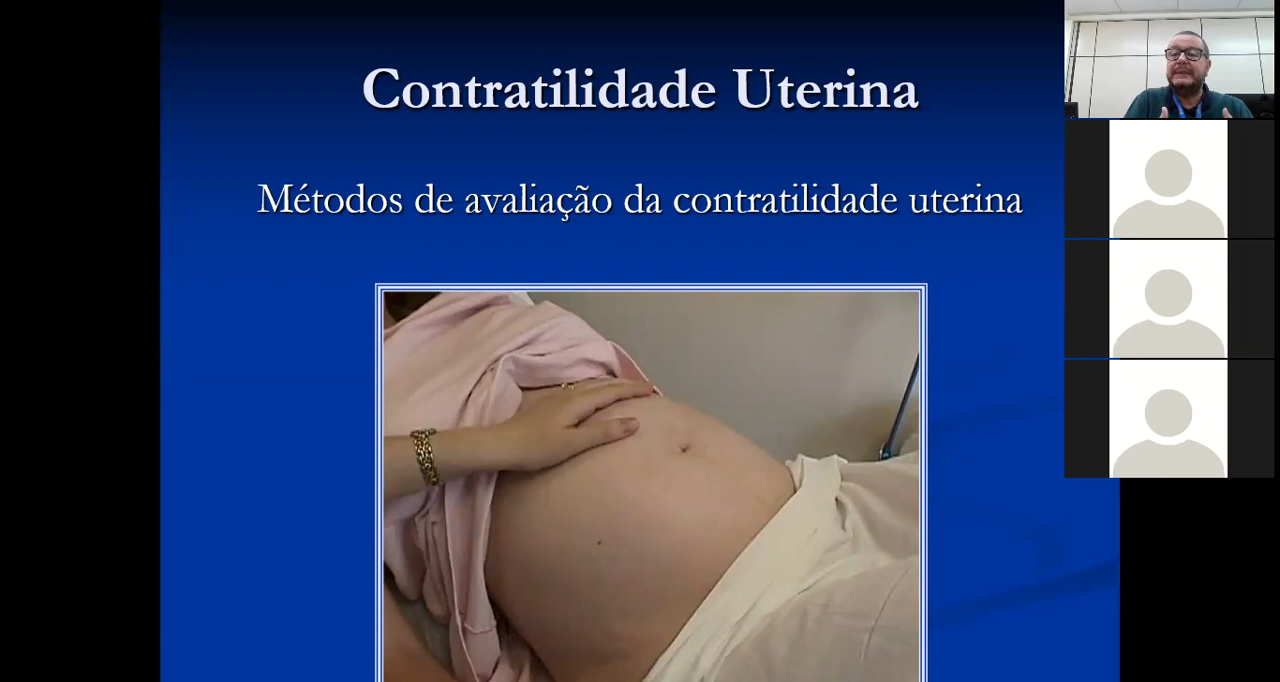 Contratilidade Uterina
Métodos de avaliação da contratilidade uterina